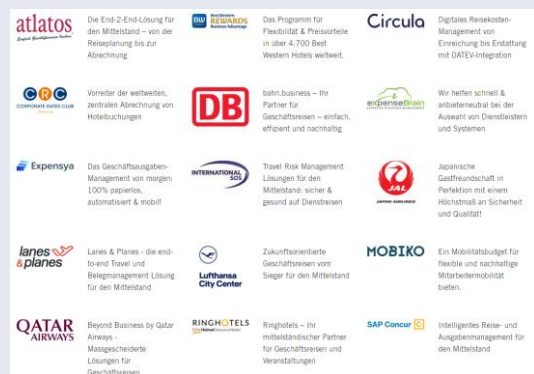 atlatos
Einfach Geschäftsreisen buchen
Die End-2-End-Lösung für
den Mittelstand – von der
Reiseplanung bis zur
Abrechnung
BW Best Western
REWARDS
Business Advantage
Das Programm für
Flexibilität & Preisvorteile
in über 4.700 Best
Western Hotels weltweit.
Circula
Digitales Reisekosten-
Management von
Einreichung bis Erstattung
mit DATEV-Integration
CRC
CORPORATE RATES CLUB
Vorreiter der weltweiten,
zentralen Abrechnung von
Hotelbuchungen
DB
bahn.business – Ihr
Partner für
Geschäftsreisen – einfach,
effizient und nachhaltig
expenseBrain
Wir helfen schnell &
anbieterneutral bei der
Auswahl von Dienstleistern
und Systemen
Expensya
Das Geschäftsausgaben-
Management von morgen:
100% papierlos,
automatisiert & mobil!
INTERNATIONAL
SOS
Travel Risk Management
Lösungen für den
Mittelstand: sicher &
gesund auf Dienstreisen
JAL
JAPAN AIRLINES
Japanische
Gastfreundschaft in
Perfektion mit einem
Höchstmaß an Sicherheit
und Qualität!
lanes
&planes
Lanes & Planes - die end-
to-end Travel und
Belegmanagement Lösung
für den Mittelstand
Lufthansa
City Center
Zukunftsorientierte
Geschäftsreisen vom
Sieger für den Mittelstand
MOBIKO
Ein Mobilitätsbudget für
flexible und nachhaltige
Mitarbeitermobilität
bieten.
QATAR
AIRWAYS
Beyond Business by Qatar
Airways -
Massgescheiderte
Lösungen für
Geschäftsreisen
RINGHOTELS
Ringhotels – Ihr
mittelständischer Partner
für Geschäftsreisen und
Veranstaltungen
SAP Concur
Intelligentes Reise- und
Ausgabenmanagement für
den Mittelstand